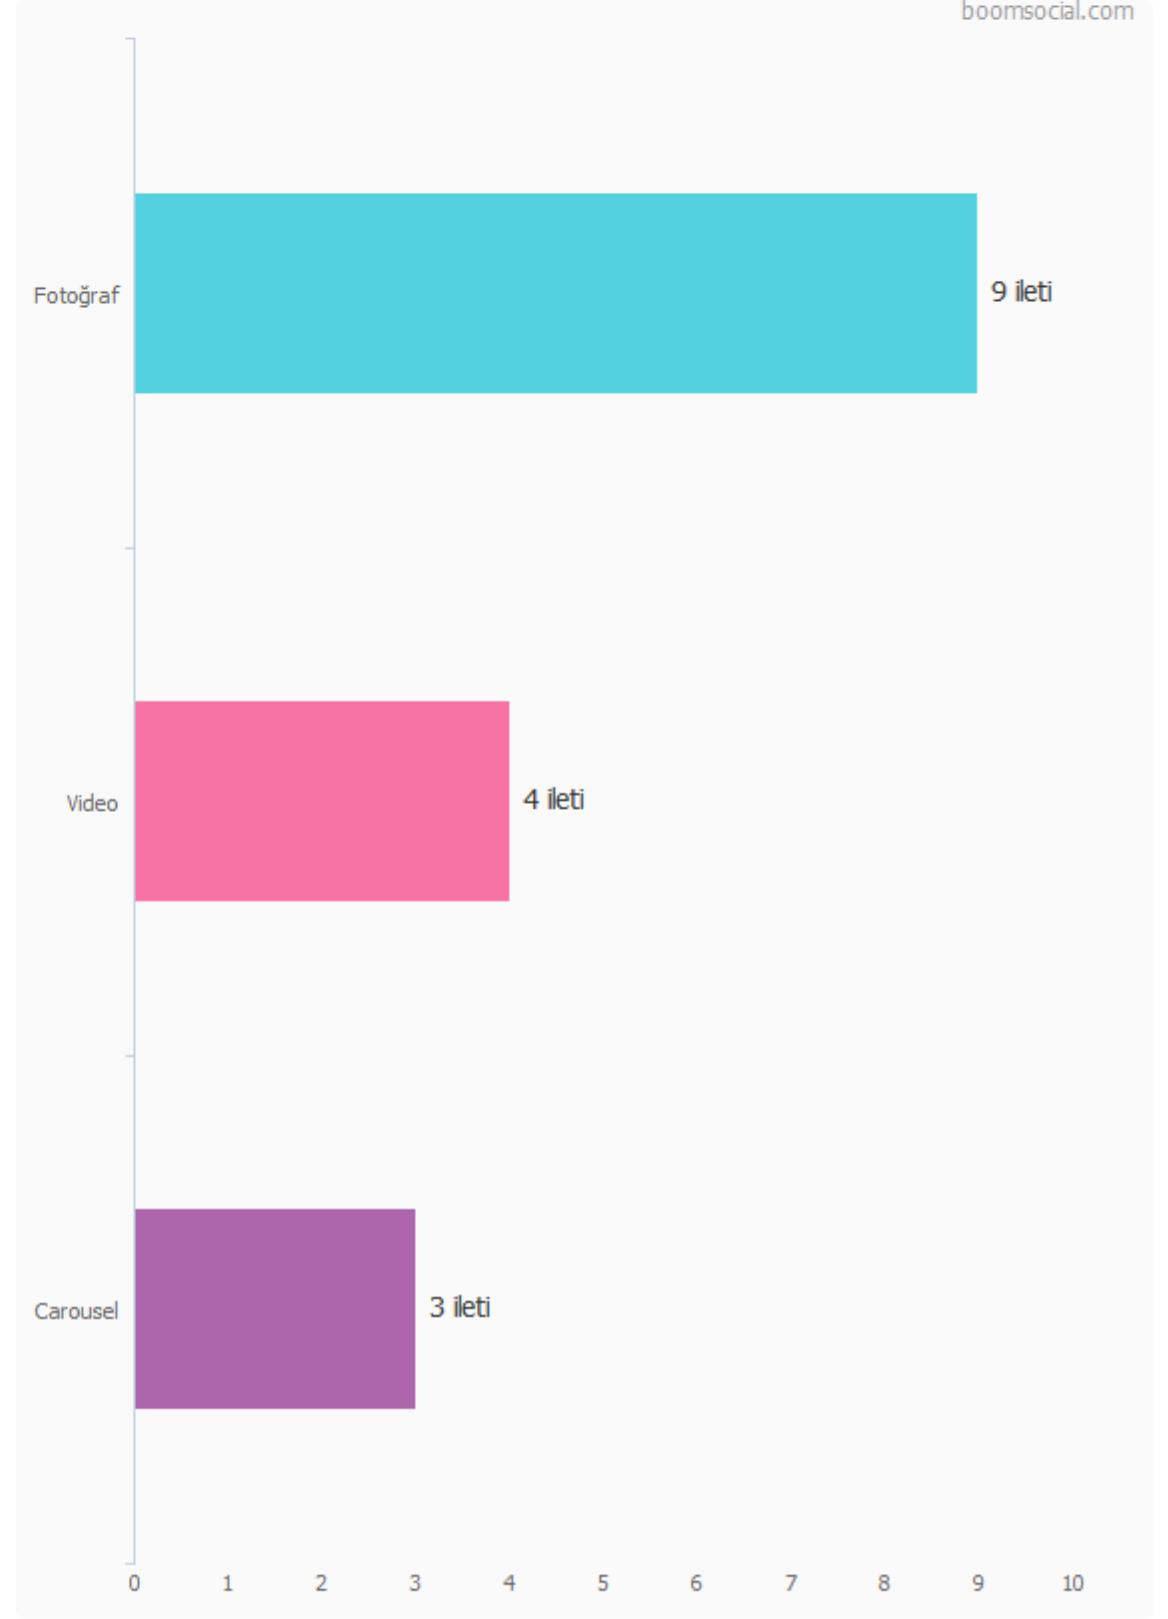 boomsocial.com
Fotoğraf
9 ileti
Video
4 ileti
Carousel
3 ileti
0 1 2 3 4 5 6 7 8 9 10